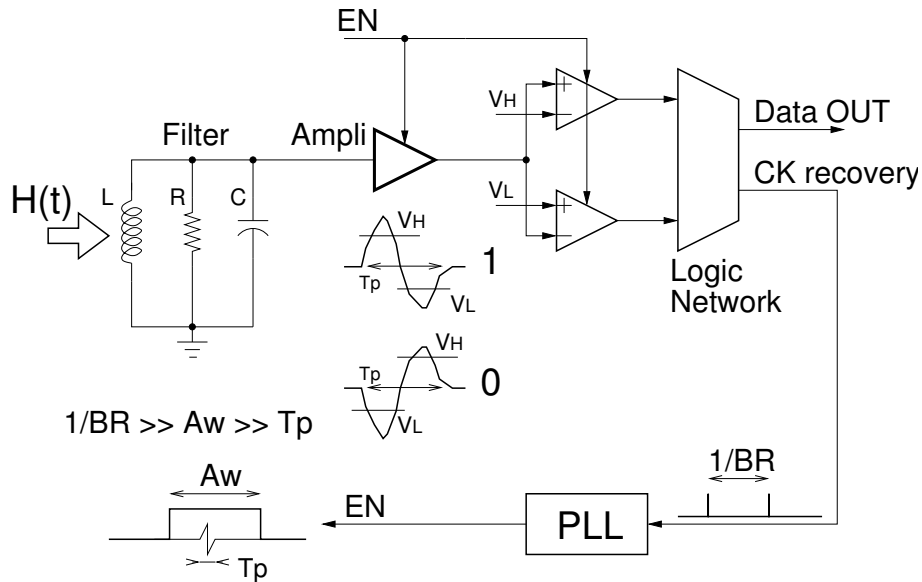 EN
Filter
Ampli
VH
VL
Data OUT
CK recovery
H(t)
L
R
C
+
−
+
−
Logic
Network
VH
Tp
1
VL
VH
Tp
0
VL
1/BR >> Aw >> Tp
Aw
Tp
EN
PLL
1/BR